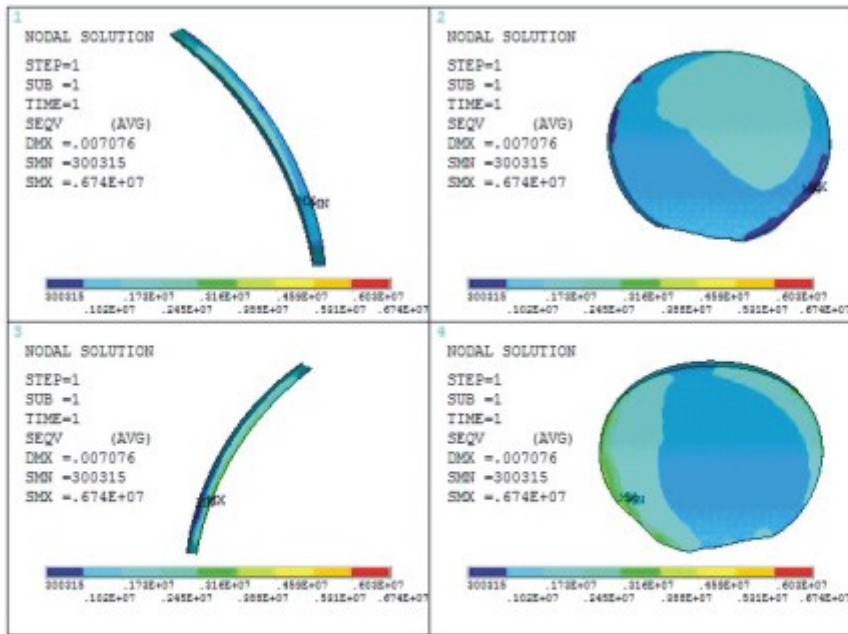 1
NODAL SOLUTION
STEP=1
SUB =1
TIME=1
SEQV (AVG)
DMX =.007076
SMN =300315
SMX =.674E+07
300315 .173E+07 .316E+07 .459E+07 .603E+07
.102E+07 .245E+07 .388E+07 .531E+07 .674E+07
2
NODAL SOLUTION
STEP=1
SUB =1
TIME=1
SEQV (AVG)
DMX =.007076
SMN =300315
SMX =.674E+07
300315 .173E+07 .316E+07 .459E+07 .603E+07
.102E+07 .245E+07 .388E+07 .531E+07 .674E+07
3
NODAL SOLUTION
STEP=1
SUB =1
TIME=1
SEQV (AVG)
DMX =.007076
SMN =300315
SMX =.674E+07
300315 .173E+07 .316E+07 .459E+07 .603E+07
.102E+07 .245E+07 .388E+07 .531E+07 .674E+07
4
NODAL SOLUTION
STEP=1
SUB =1
TIME=1
SEQV (AVG)
DMX =.007076
SMN =300315
SMX =.674E+07
300315 .173E+07 .316E+07 .459E+07 .603E+07
.102E+07 .245E+07 .388E+07 .531E+07 .674E+07